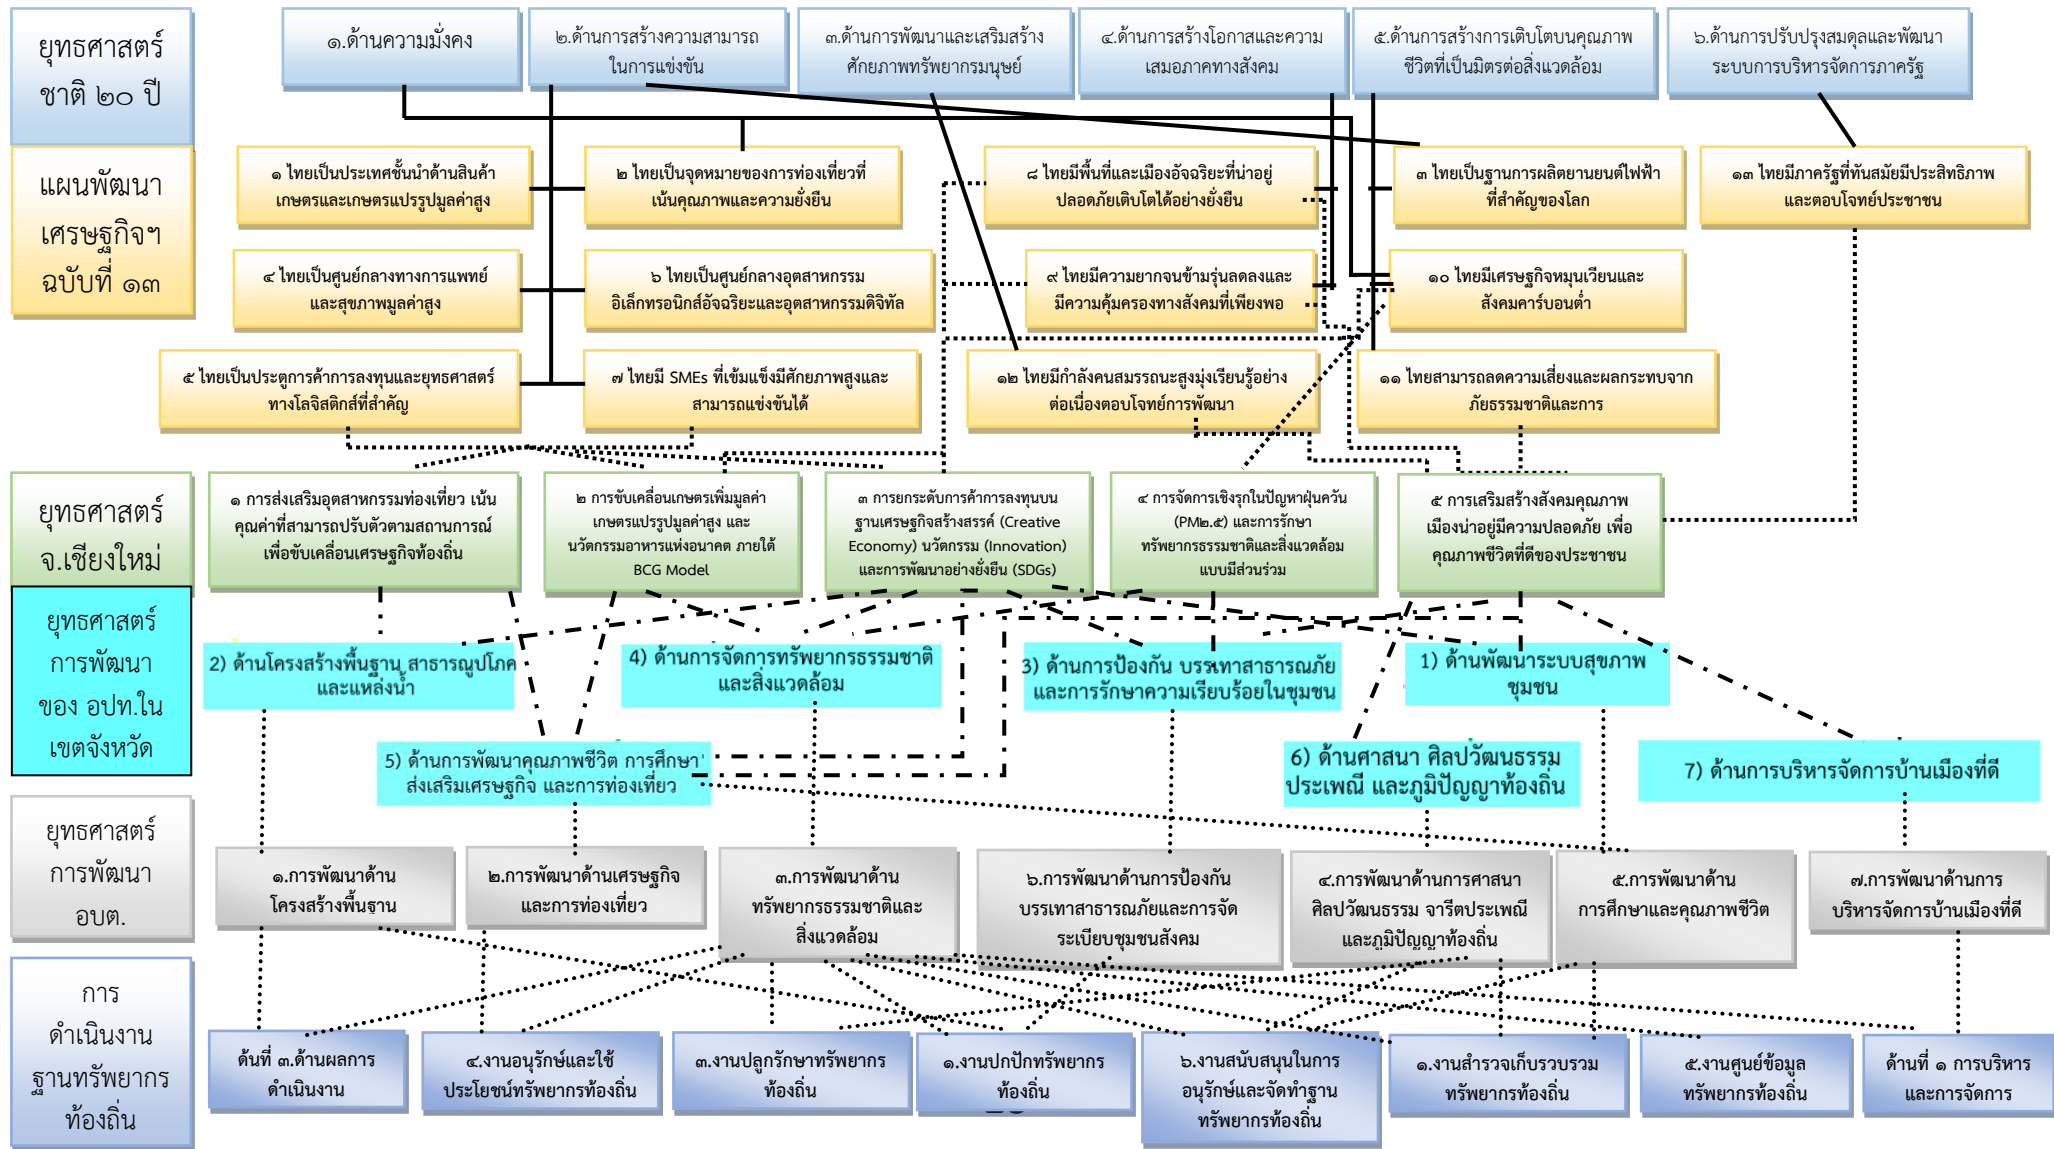 ยุทธศาสตร์
ชาติ ๒๐ ปี
๑.ด้านความมั่งคง
๒.ด้านการสร้างความสามารถ
ในการแข่งขัน
๓.ด้านการพัฒนาและเสริมสร้าง
ศักยภาพทรัพยากรมนุษย์
๔.ด้านการสร้างโอกาสและความ
เสมอภาคทางสังคม
๕.ด้านการสร้างการเติบโตบนคุณภาพ
ชีวิตที่เป็นมิตรต่อสิ่งแวดล้อม
๖.ด้านการปรับปรุงสมดุลและพัฒนา
ระบบการบริหารจัดการภาครัฐ
แผนพัฒนา
เศรษฐกิจฯ
ฉบับที่ ๑๓
๑ ไทยเป็นประเทศชั้นนำด้านสินค้า
เกษตรและเกษตรแปรรูปมูลค่าสูง
๒ ไทยเป็นจุดหมายของการท่องเที่ยวที่
เน้นคุณภาพและความยั่งยืน
๘ ไทยมีพื้นที่และเมืองอัจฉริยะที่น่าอยู่
ปลอดภัยเติบโตได้อย่างยั่งยืน
๓ ไทยเป็นฐานการผลิตยานยนต์ไฟฟ้า
ที่สำคัญของโลก
๑๓ ไทยมีภาครัฐที่ทันสมัยมีประสิทธิภาพ
และตอบโจทย์ประชาชน
๔ ไทยเป็นศูนย์กลางทางการแพทย์
และสุขภาพมูลค่าสูง
๖ ไทยเป็นศูนย์กลางอุตสาหกรรม
อิเล็กทรอนิกส์อัจฉริยะและอุตสาหกรรมดิจิทัล
๙ ไทยมีความยากจนข้ามรุ่นลดลงและ
มีความคุ้มครองทางสังคมที่เพียงพอ
๑๐ ไทยมีเศรษฐกิจหมุนเวียนและ
สังคมคาร์บอนต่ำ
๕ ไทยเป็นประตูการค้าการลงทุนและยุทธศาสตร์
ทางโลจิสติกส์ที่สำคัญ
๗ ไทยมี SMEs ที่เข้มแข็งมีศักยภาพสูงและ
สามารถแข่งขันได้
๑๒ ไทยมีกำลังคนสมรรถนะสูงมุ่งเรียนรู้อย่าง
ต่อเนื่องตอบโจทย์การพัฒนา
๑๑ ไทยสามารถลดความเสี่ยงและผลกระทบจาก
ภัยธรรมชาติและการ
ยุทธศาสตร์
จ.เชียงใหม่
๑ การส่งเสริมอุตสาหกรรมท่องเที่ยว เน้น
คุณค่าที่สามารถปรับตัวตามสถานการณ์
เพื่อขับเคลื่อนเศรษฐกิจท้องถิ่น
๒ การขับเคลื่อนเกษตรเพิ่มมูลค่า
เกษตรแปรรูปมูลค่าสูง และ
นวัตกรรมอาหารแห่งอนาคต ภายใต้
BCG Model
๓ การยกระดับการค้าการลงทุนบน
ฐานเศรษฐกิจสร้างสรรค์ (Creative
Economy) นวัตกรรม (Innovation)
และการพัฒนาอย่างยั่งยืน (SDGs)
๔ การจัดการเชิงรุกในปัญหาฝุ่นควัน
(PM๒.๕) และการรักษา
ทรัพยากรธรรมชาติและสิ่งแวดล้อม
แบบมีส่วนร่วม
๕ การเสริมสร้างสังคมคุณภาพ
เมืองน่าอยู่มีความปลอดภัย เพื่อ
คุณภาพชีวิตที่ดีของประชาชน
ยุทธศาสตร์
การพัฒนา
ของ อปท.ใน
เขตจังหวัด
2) ด้านโครงสร้างพื้นฐาน สาธารณูปโภค
และแหล่งน้ำ
4) ด้านการจัดการทรัพยากรธรรมชาติ
และสิ่งแวดล้อม
3) ด้านการป้องกัน บรรเทาสาธารณภัย
และการรักษาความเรียบร้อยในชุมชน
1) ด้านพัฒนาระบบสุขภาพ
ชุมชน
5) ด้านการพัฒนาคุณภาพชีวิต การศึกษา
ส่งเสริมเศรษฐกิจ และการท่องเที่ยว
6) ด้านศาสนา ศิลปวัฒนธรรม
ประเพณี และภูมิปัญญาท้องถิ่น
7) ด้านการบริหารจัดการบ้านเมืองที่ดี
ยุทธศาสตร์
การพัฒนา
อบต.
๑.การพัฒนาด้าน
โครงสร้างพื้นฐาน
๒.การพัฒนาด้านเศรษฐกิจ
และการท่องเที่ยว
๓.การพัฒนาด้าน
ทรัพยากรธรรมชาติและ
สิ่งแวดล้อม
๖.การพัฒนาด้านการป้องกัน
บรรเทาสาธารณภัยและการจัด
ระเบียบชุมชนสังคม
๔.การพัฒนาด้านการศาสนา
ศิลปวัฒนธรรม จารีตประเพณี
และภูมิปัญญาท้องถิ่น
๕.การพัฒนาด้าน
การศึกษาและคุณภาพชีวิต
๗.การพัฒนาด้านการ
บริหารจัดการบ้านเมืองที่ดี
การ
ดำเนินงาน
ฐานทรัพยากร
ท้องถิ่น
ด้นที่ ๓.ด้านผลการ
ดำเนินงาน
๔.งานอนุรักษ์และใช้
ประโยชน์ทรัพยากรท้องถิ่น
๓.งานปลูกรักษาทรัพยากร
ท้องถิ่น
๑.งานปกปักทรัพยากร
ท้องถิ่น
๖.งานสนับสนุนในการ
อนุรักษ์และจัดทำฐาน
ทรัพยากรท้องถิ่น
๑.งานสำรวจเก็บรวบรวม
ทรัพยากรท้องถิ่น
๕.งานศูนย์ข้อมูล
ทรัพยากรท้องถิ่น
ด้านที่ ๑ การบริหาร
และการจัดการ